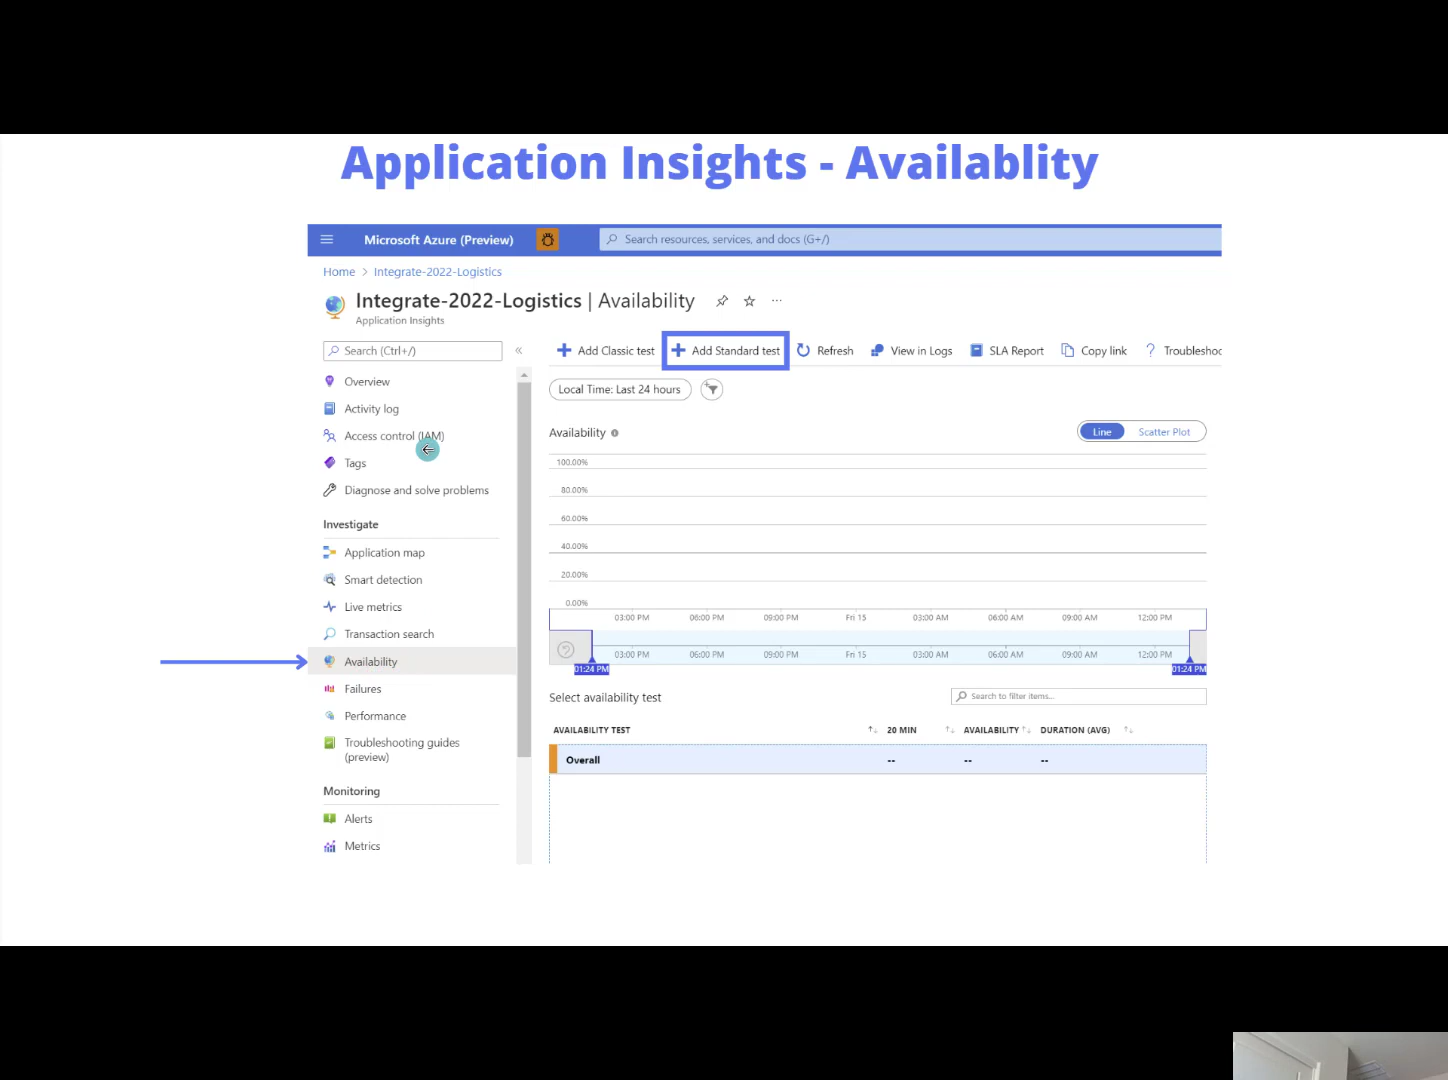 Application Insights - Availablity
Microsoft Azure (Preview)
Search resources, services, and docs (G+/)
Home > Integrate-2022-Logistics
Integrate-2022-Logistics | Availability
Application Insights
Search (Ctrl+/)
Add Classic test
Add Standard test
Refresh
View in Logs
SLA Report
Copy link
Troubleshoo
Local Time: Last 24 hours
Overview
Activity log
Access control (IAM)
Tags
Diagnose and solve problems
Investigate
Application map
Smart detection
Live metrics
Transaction search
Availability
Failures
Performance
Troubleshooting guides
(preview)
Monitoring
Alerts
Metrics
Availability
Line
Scatter Plot
100.00%
80.00%
60.00%
40.00%
20.00%
0.00%
03:00 PM 06:00 PM 09:00 PM Fri 15 03:00 AM 06:00 AM 09:00 AM 12:00 PM
03:00 PM 06:00 PM 09:00 PM Fri 15 03:00 AM 06:00 AM 09:00 AM 12:00 PM
01:24 PM 01:24 PM
Select availability test
Search to filter items...
AVAILABILITY TEST 20 MIN AVAILABILITY DURATION (AVG)
Overall -- -- --